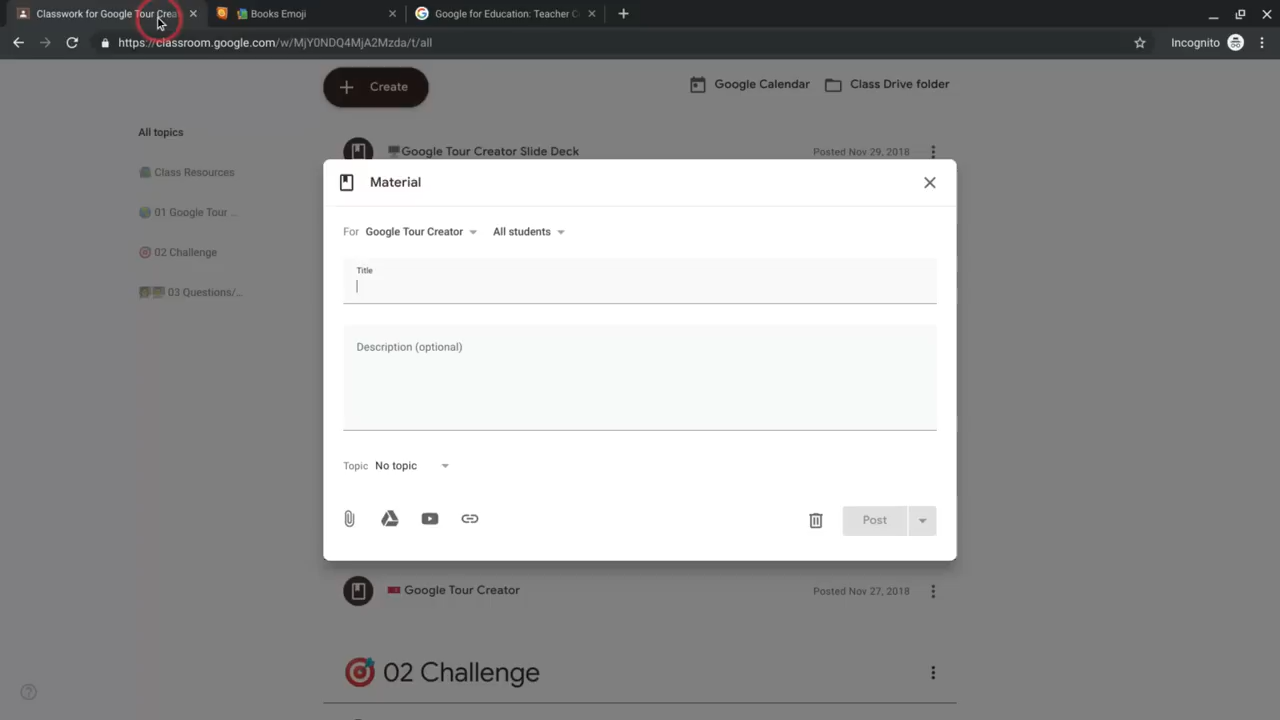 Classwork for Google Tour Crea
Books Emoji
Google for Education: Teacher C
https://classroom.google.com/w/MjY0NDQ4MjA2Mzda/t/all
Incognito
Create
Google Calendar
Class Drive folder
All topics
Class Resources
01 Google Tour ...
02 Challenge
03 Questions/...
Google Tour Creator Slide Deck
Posted Nov 29, 2018
Material
For Google Tour Creator All students
Title
Description (optional)
Topic No topic
Post
Google Tour Creator
Posted Nov 27, 2018
02 Challenge